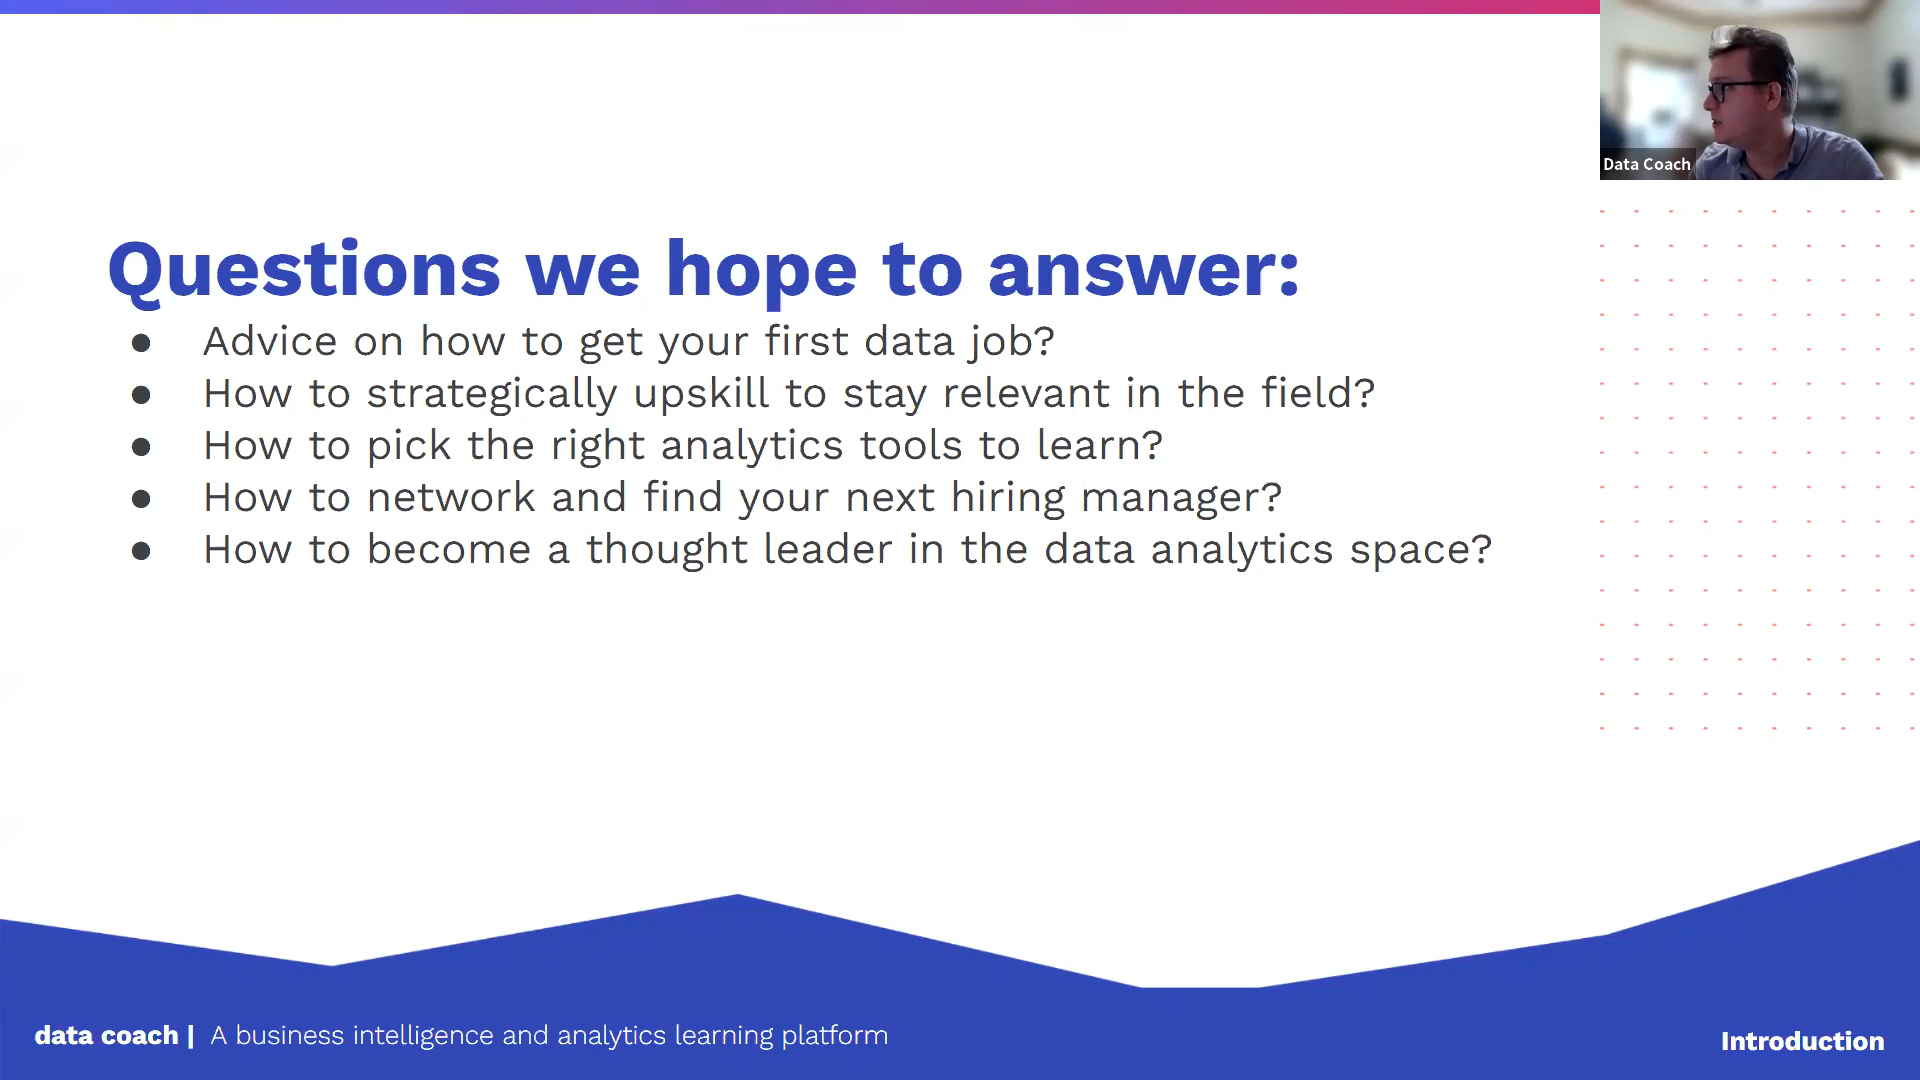 Data Coach
Questions we hope to answer:
● Advice on how to get your first data job?
● How to strategically upskill to stay relevant in the field?
● How to pick the right analytics tools to learn?
● How to network and find your next hiring manager?
● How to become a thought leader in the data analytics space?
data coach | A business intelligence and analytics learning platform
Introduction